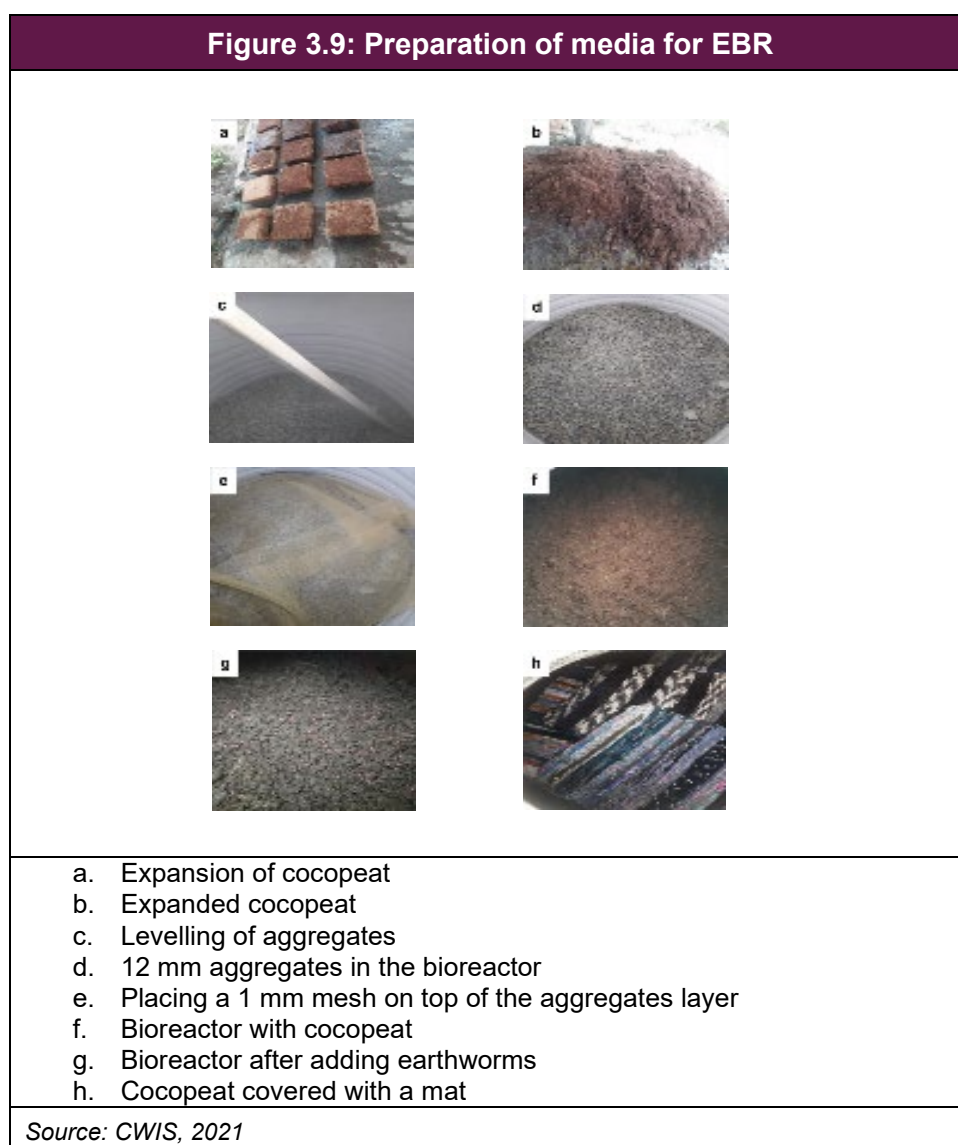 Figure 3.9: Preparation of media for EBR
a
b
c
d
e
f
g
h
a. Expansion of cocopeat
b. Expanded cocopeat
c. Levelling of aggregates
d. 12 mm aggregates in the bioreactor
e. Placing a 1 mm mesh on top of the aggregates layer
f. Bioreactor with cocopeat
g. Bioreactor after adding earthworms
h. Cocopeat covered with a mat
Source: CWIS, 2021